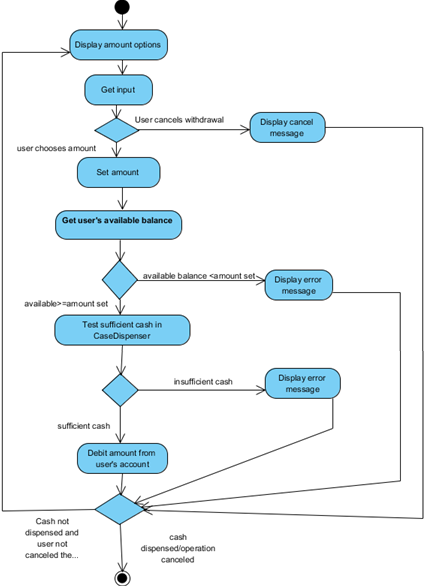 Display amount options
Get input
User cancels withdrawal
Display cancel
message
user chooses amount
Set amount
Get user's available balance
available balance <amount set
Display error
message
available>=amount set
Test sufficient cash in
CaseDispenser
insufficient cash
Display error
message
sufficient cash
Debit amount from
user's account
Cash not
dispensed and
user not
canceled the...
cash
dispensed/operation
canceled